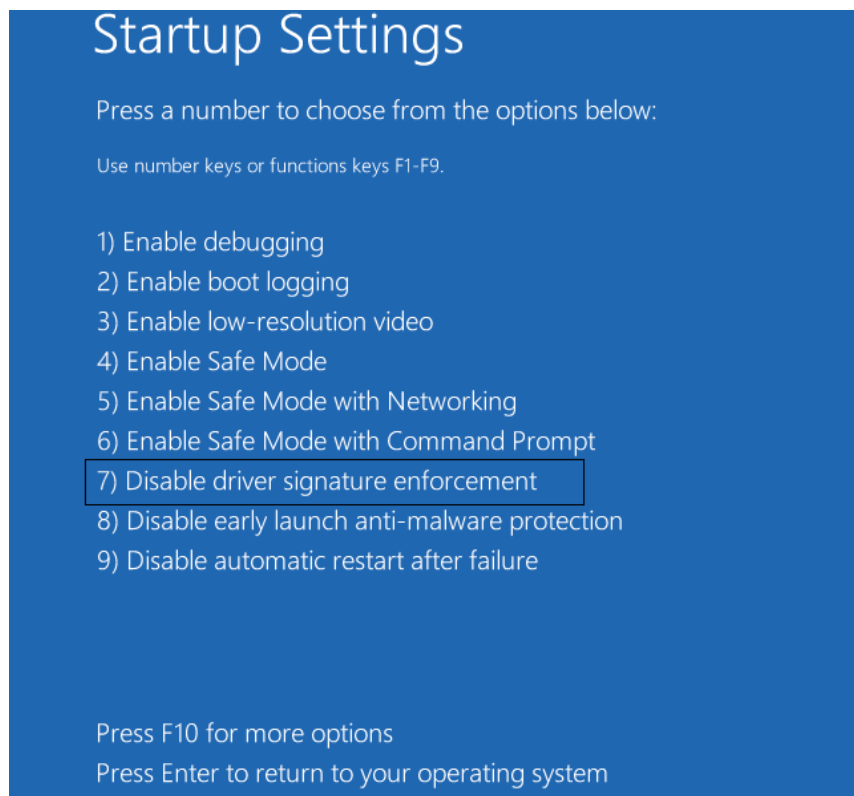 Startup Settings
Press a number to choose from the options below:
Use number keys or functions keys F1-F9.
1) Enable debugging
2) Enable boot logging
3) Enable low-resolution video
4) Enable Safe Mode
5) Enable Safe Mode with Networking
6) Enable Safe Mode with Command Prompt
7) Disable driver signature enforcement
8) Disable early launch anti-malware protection
9) Disable automatic restart after failure
Press F10 for more options
Press Enter to return to your operating system